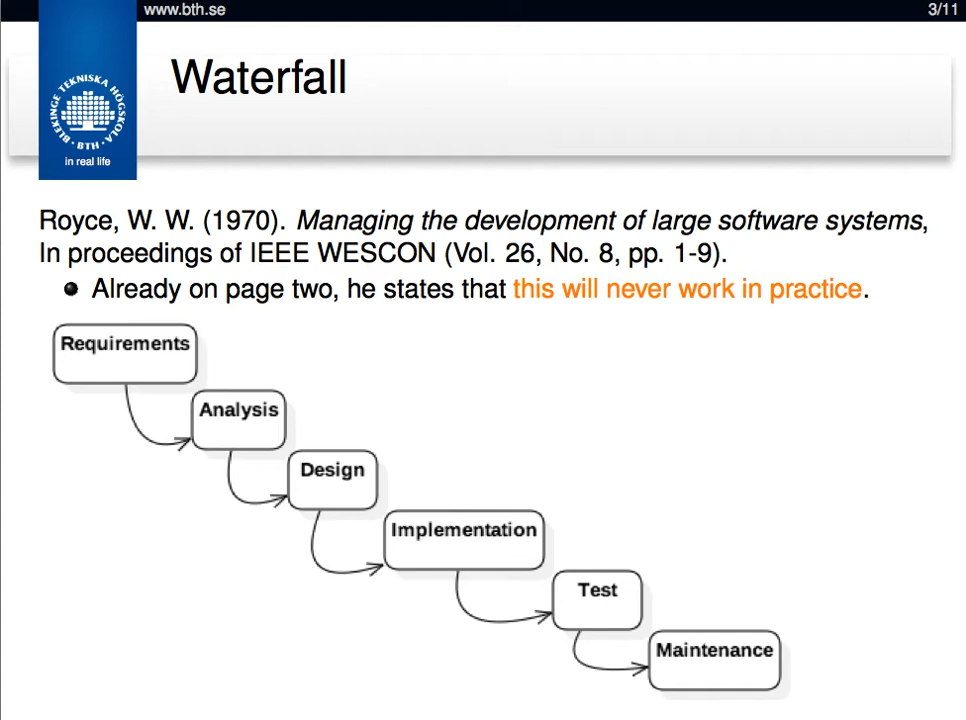 www.bth.se
3/11
BLEKINGE TEKNISKA HÖGSKOLA
· BTH ·
in real life
Waterfall
Royce, W. W. (1970). Managing the development of large software systems,
In proceedings of IEEE WESCON (Vol. 26, No. 8, pp. 1-9).
Already on page two, he states that this will never work in practice.
Requirements
Analysis
Design
Implementation
Test
Maintenance